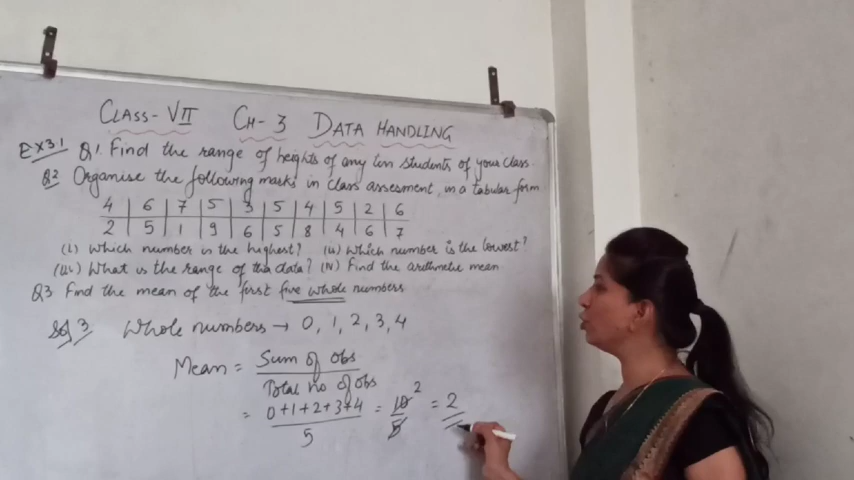 CLASS-VII CH-3 DATA HANDLING
EX 3.1 Q1. Find the range of heights of any ten students of your class.
Q2 Organise the following marks in class assesment, in a tabular form
4 6 7 5 3 5 4 5 2 6
2 5 1 9 6 5 8 4 6 7
(i) Which number is the highest? (ii) Which number is the lowest?
(iii) What is the range of the data? (iv) Find the arithmetic mean
Q3 Find the mean of the first five whole numbers
Sol 3 Whole numbers → 0, 1, 2, 3, 4
Mean = Sum of obs
Total no of obs
= 0+1+2+3+4 = 10 2 = 2
5 5